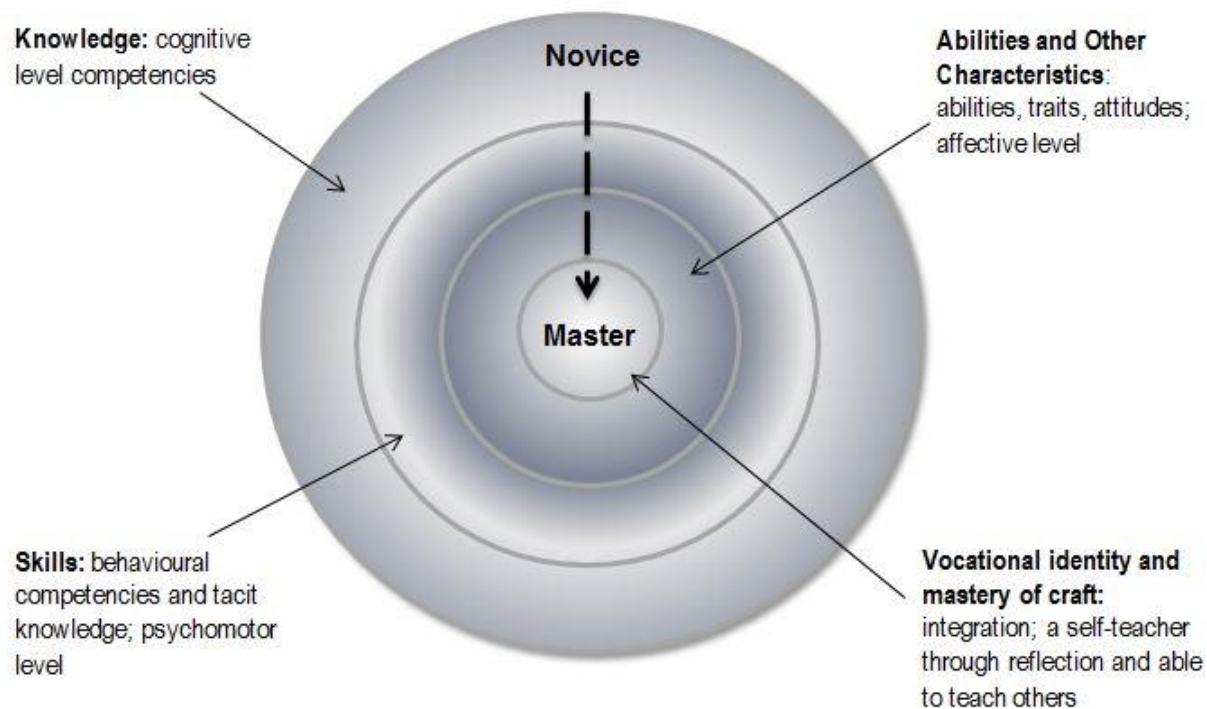 Knowledge: cognitive
level competencies
Novice
Abilities and Other
Characteristics:
abilities, traits, attitudes;
affective level
Master
Skills: behavioural
competencies and tacit
knowledge; psychomotor
level
Vocational identity and
mastery of craft:
integration; a self-teacher
through reflection and able
to teach others